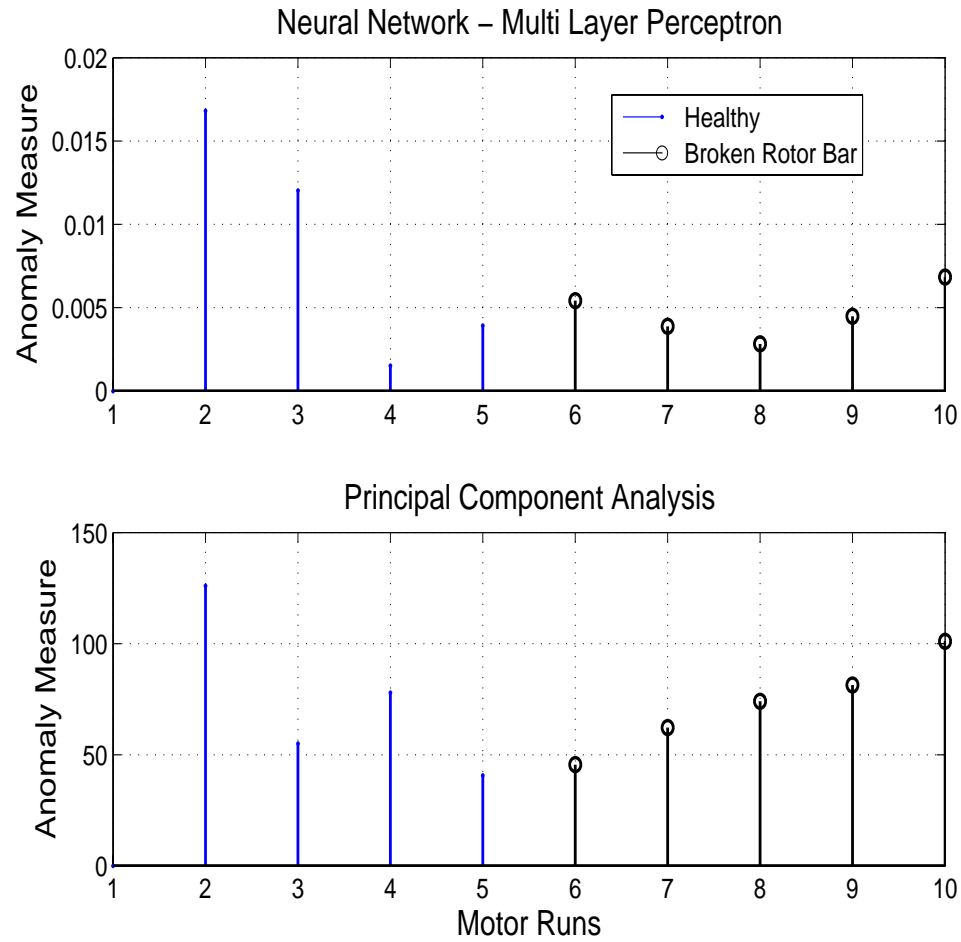 Neural Network – Multi Layer Perceptron
Anomaly Measure
0.02
0.015
0.01
0.005
0
Healthy
Broken Rotor Bar
1 2 3 4 5 6 7 8 9 10
Principal Component Analysis
Anomaly Measure
150
100
50
0
1 2 3 4 5 6 7 8 9 10
Motor Runs